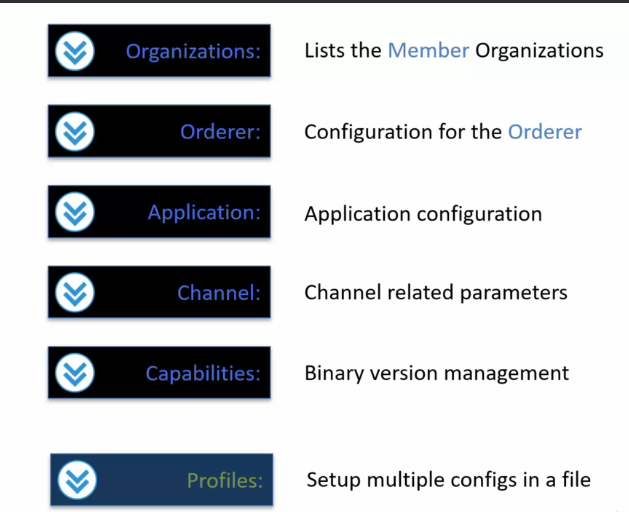 Organizations: Lists the Member Organizations
Orderer: Configuration for the Orderer
Application: Application configuration
Channel: Channel related parameters
Capabilities: Binary version management
Profiles: Setup multiple configs in a file